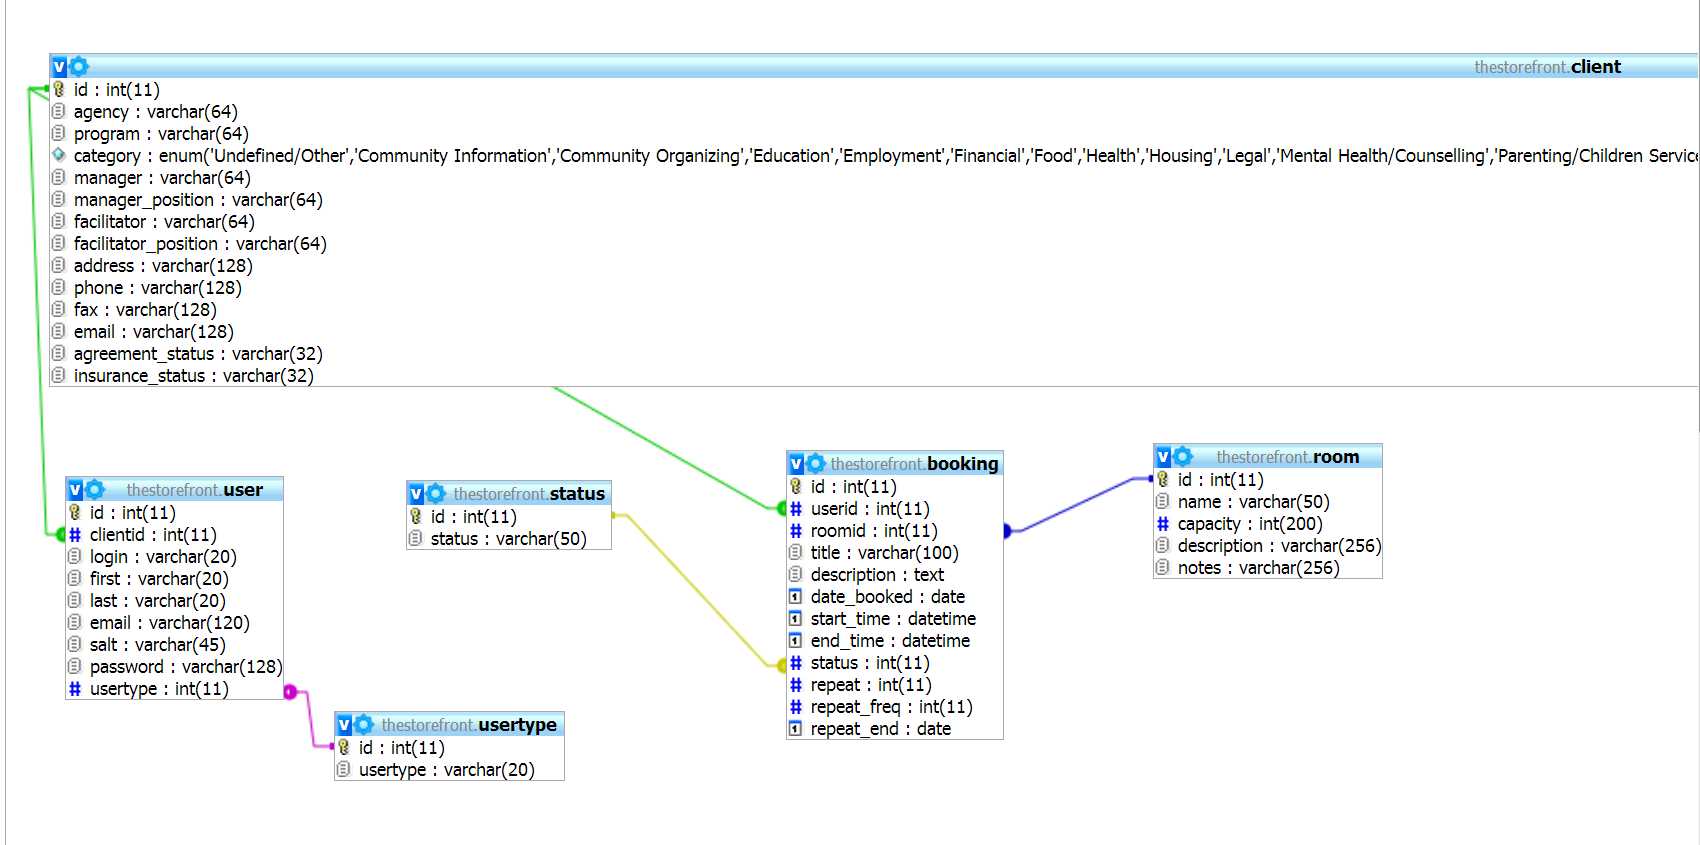 thestorefront.client
id : int(11)
agency : varchar(64)
program : varchar(64)
category : enum('Undefined/Other','Community Information','Community Organizing','Education','Employment','Financial','Food','Health','Housing','Legal','Mental Health/Counselling','Parenting/Children Service
manager : varchar(64)
manager_position : varchar(64)
facilitator : varchar(64)
facilitator_position : varchar(64)
address : varchar(128)
phone : varchar(128)
fax : varchar(128)
email : varchar(128)
agreement_status : varchar(32)
insurance_status : varchar(32)
thestorefront.user
id : int(11)
clientid : int(11)
login : varchar(20)
first : varchar(20)
last : varchar(20)
email : varchar(120)
salt : varchar(45)
password : varchar(128)
usertype : int(11)
thestorefront.status
id : int(11)
status : varchar(50)
thestorefront.usertype
id : int(11)
usertype : varchar(20)
thestorefront.booking
id : int(11)
userid : int(11)
roomid : int(11)
title : varchar(100)
description : text
date_booked : date
start_time : datetime
end_time : datetime
status : int(11)
repeat : int(11)
repeat_freq : int(11)
repeat_end : date
thestorefront.room
id : int(11)
name : varchar(50)
capacity : int(200)
description : varchar(256)
notes : varchar(256)